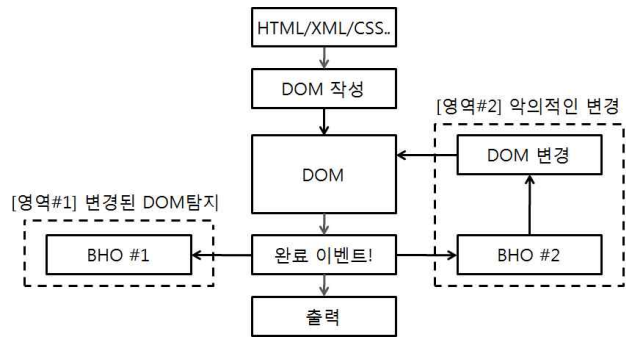 HTML/XML/CSS..
DOM 작성
[영역#2] 악의적인 변경
DOM 변경
DOM
[영역#1] 변경된 DOM탐지
BHO #1
완료 이벤트!
BHO #2
출력